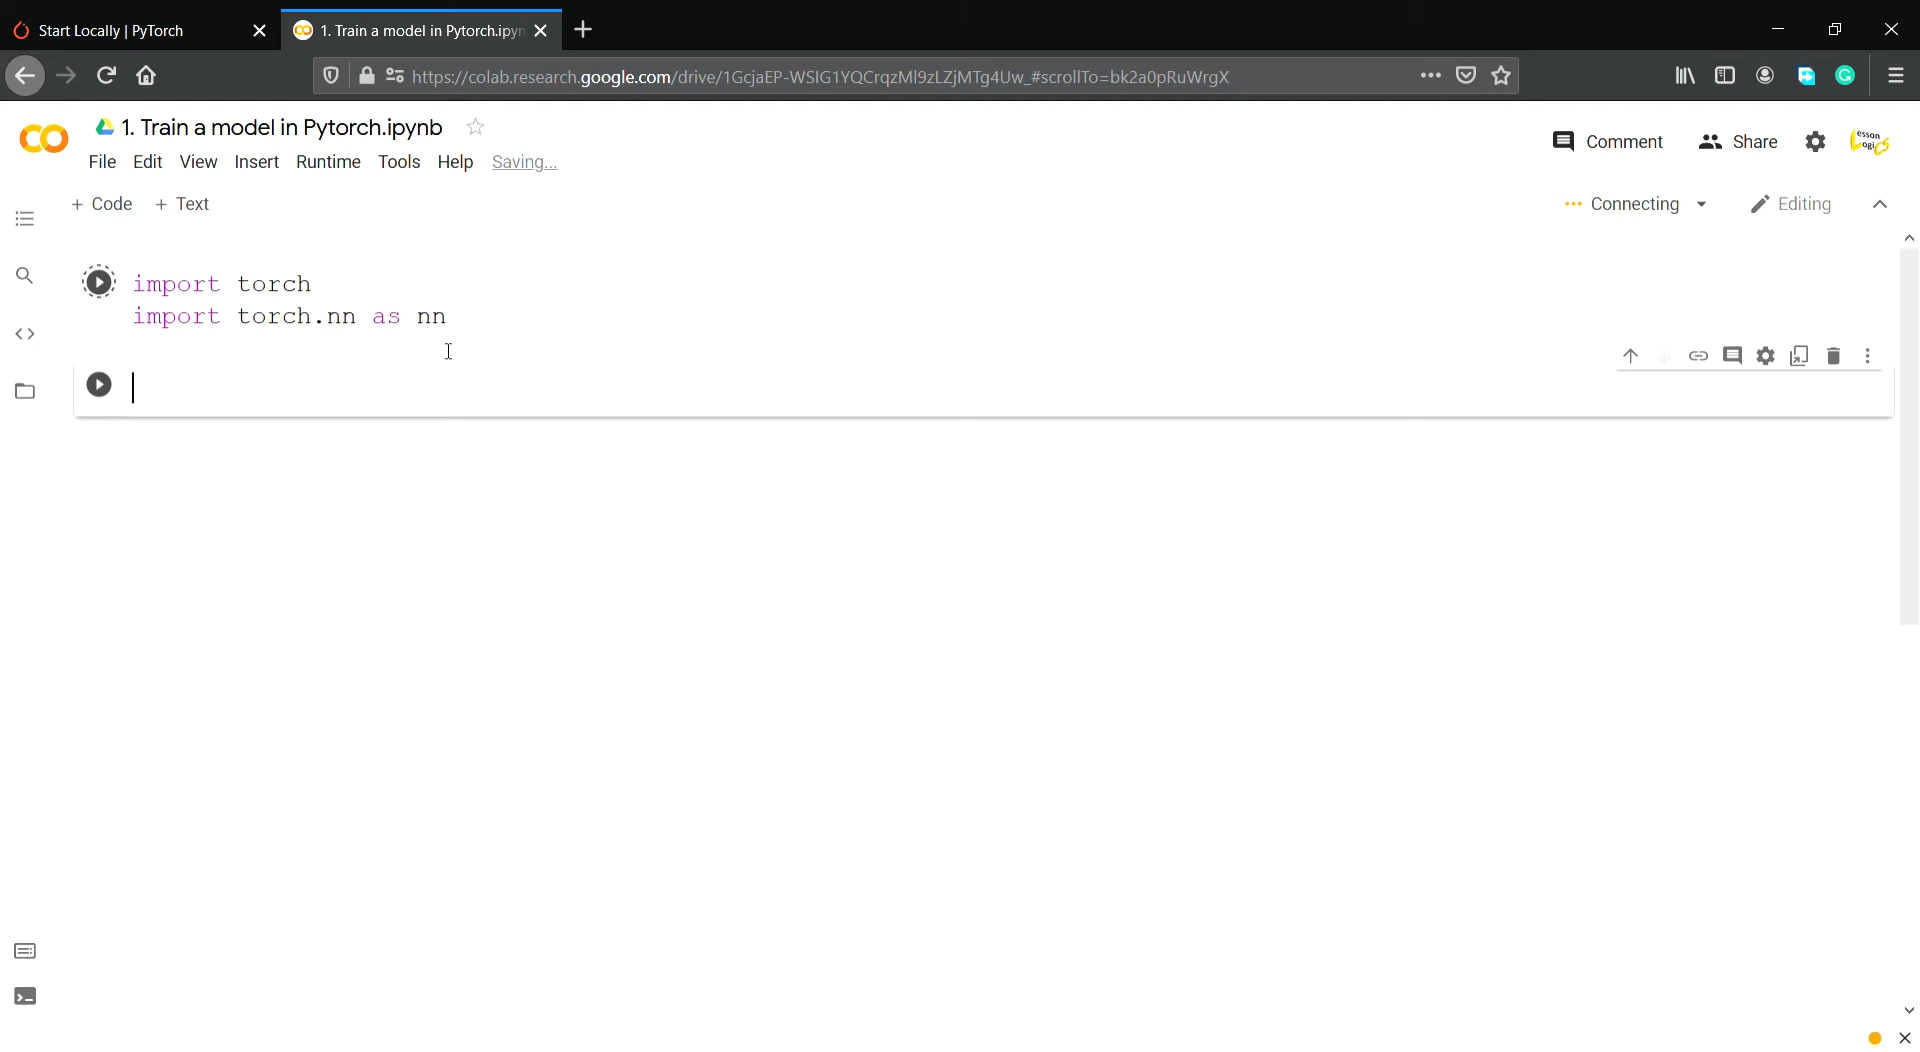 Start Locally | PyTorch
1. Train a model in Pytorch.ipyn
https://colab.research.google.com/drive/1GcjaEP-WSIG1YQCrqzMl9zLZjMTg4Uw_#scrollTo=bk2a0pRuWrgX
1. Train a model in Pytorch.ipynb
Comment
Share
Lesson
Logics
File Edit View Insert Runtime Tools Help Saving...
+ Code + Text
Connecting
Editing
import torch
import torch.nn as nn